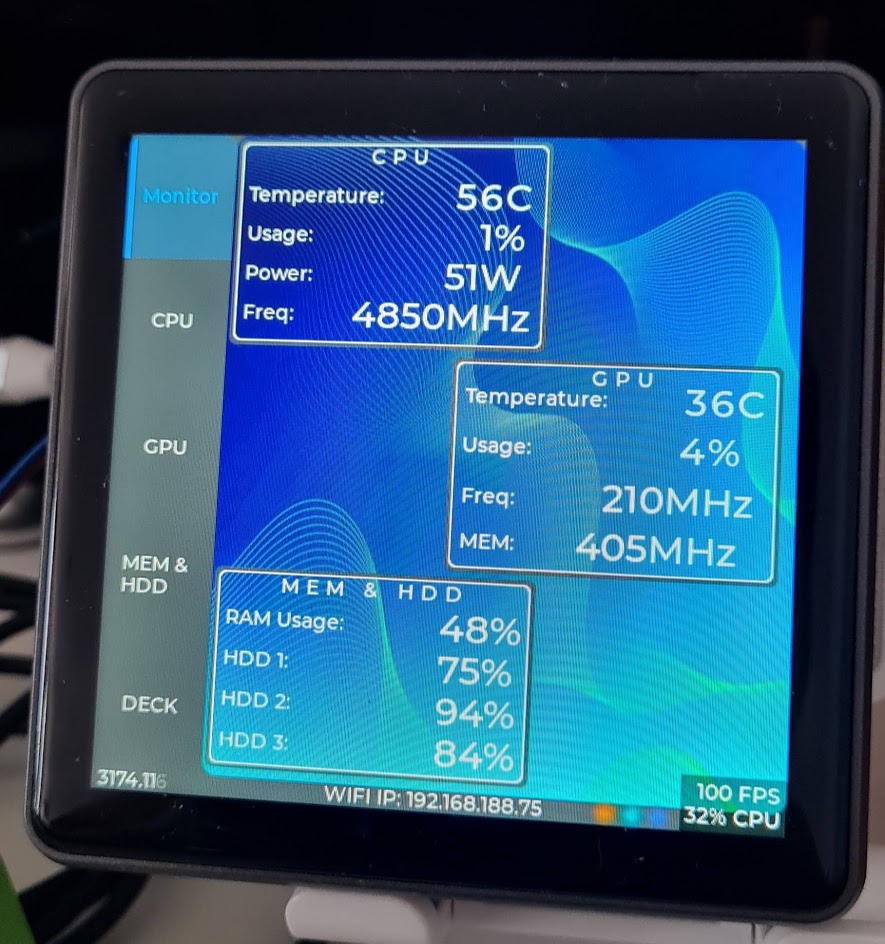 Monitor
CPU
GPU
MEM &
HDD
DECK
CPU
Temperature: 56C
Usage: 1%
Power: 51W
Freq: 4850MHz
GPU
Temperature: 36C
Usage: 4%
Freq: 210MHz
MEM: 405MHz
MEM & HDD
RAM Usage: 48%
HDD 1: 75%
HDD 2: 94%
HDD 3: 84%
WIFI IP: 192.168.188.75
100 FPS
32% CPU